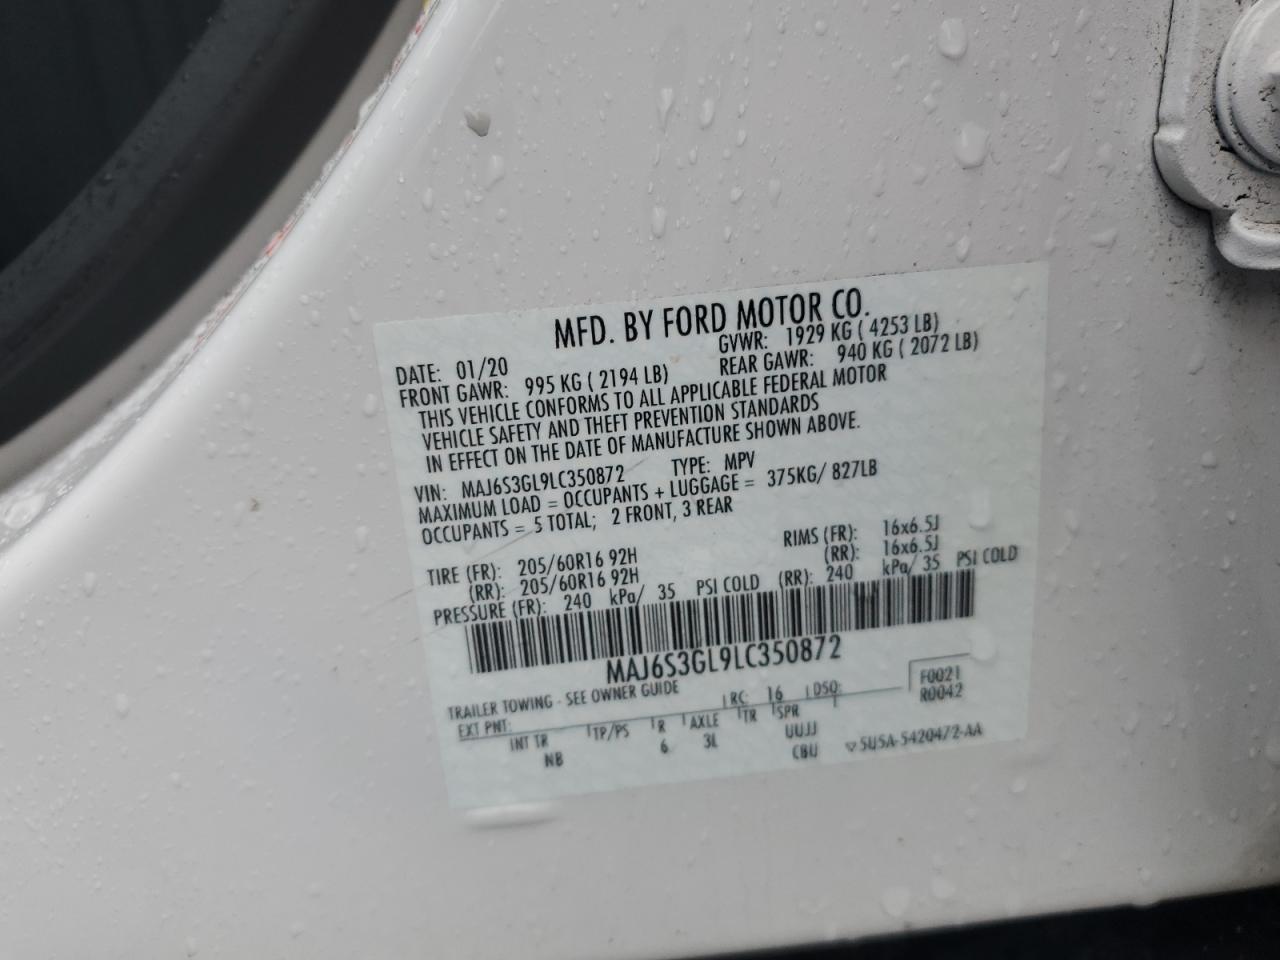 MFD. BY FORD MOTOR CO.
DATE: 01/20 GVWR: 1929 KG ( 4253 LB)
FRONT GAWR: 995 KG ( 2194 LB) REAR GAWR: 940 KG ( 2072 LB)
THIS VEHICLE CONFORMS TO ALL APPLICABLE FEDERAL MOTOR
VEHICLE SAFETY AND THEFT PREVENTION STANDARDS
IN EFFECT ON THE DATE OF MANUFACTURE SHOWN ABOVE.
VIN: MAJ6S3GL9LC350872 TYPE: MPV
MAXIMUM LOAD = OCCUPANTS + LUGGAGE = 375KG/ 827LB
OCCUPANTS = 5 TOTAL; 2 FRONT, 3 REAR
TIRE (FR): 205/60R16 92H RIMS (FR): 16x6.5J
(RR): 205/60R16 92H (RR): 16x6.5J
PRESSURE (FR): 240 kPa/ 35 PSI COLD (RR): 240 kPa/ 35 PSI COLD
MAJ6S3GL9LC350872
TRAILER TOWING - SEE OWNER GUIDE
EXT PNT: RC: 16 DSO: F0021
R0042
INT TR TP/PS R AXLE TR SPR
NB 6 3L UUJJ
CBU 5U5A-5420472-AA